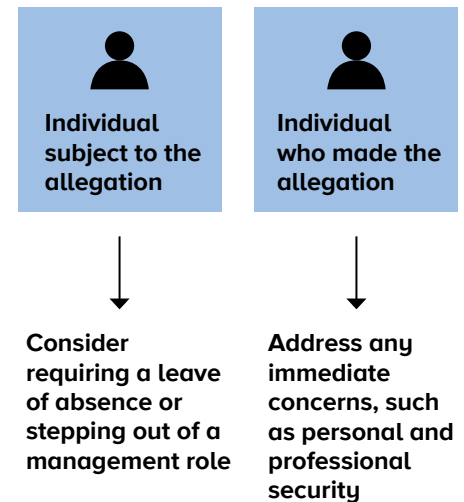 Individual
subject to the
allegation
Individual
who made the
allegation
Consider
requiring a leave
of absence or
stepping out of a
management role
Address any
immediate
concerns, such
as personal and
professional
security